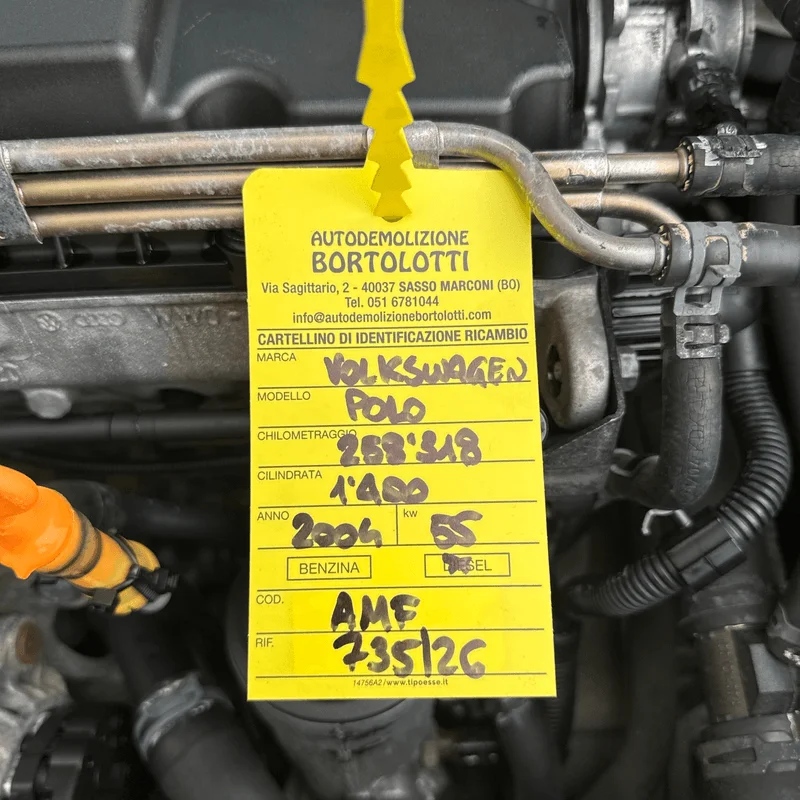 AUTODEMOLIZIONE
BORTOLOTTI
Via Sagittario, 2 - 40037 SASSO MARCONI (BO)
Tel. 051 6781044
info@autodemolizionebortolotti.com
CARTELLINO DI IDENTIFICAZIONE RICAMBIO
MARCA VOLKSWAGEN
MODELLO POLO
CHILOMETRAGGIO 258'318
CILINDRATA 1'400
ANNO 2004 kw 55
BENZINA DIESEL
COD. AMF
RIF. 735/26
14756A2/www.tipoesse.it